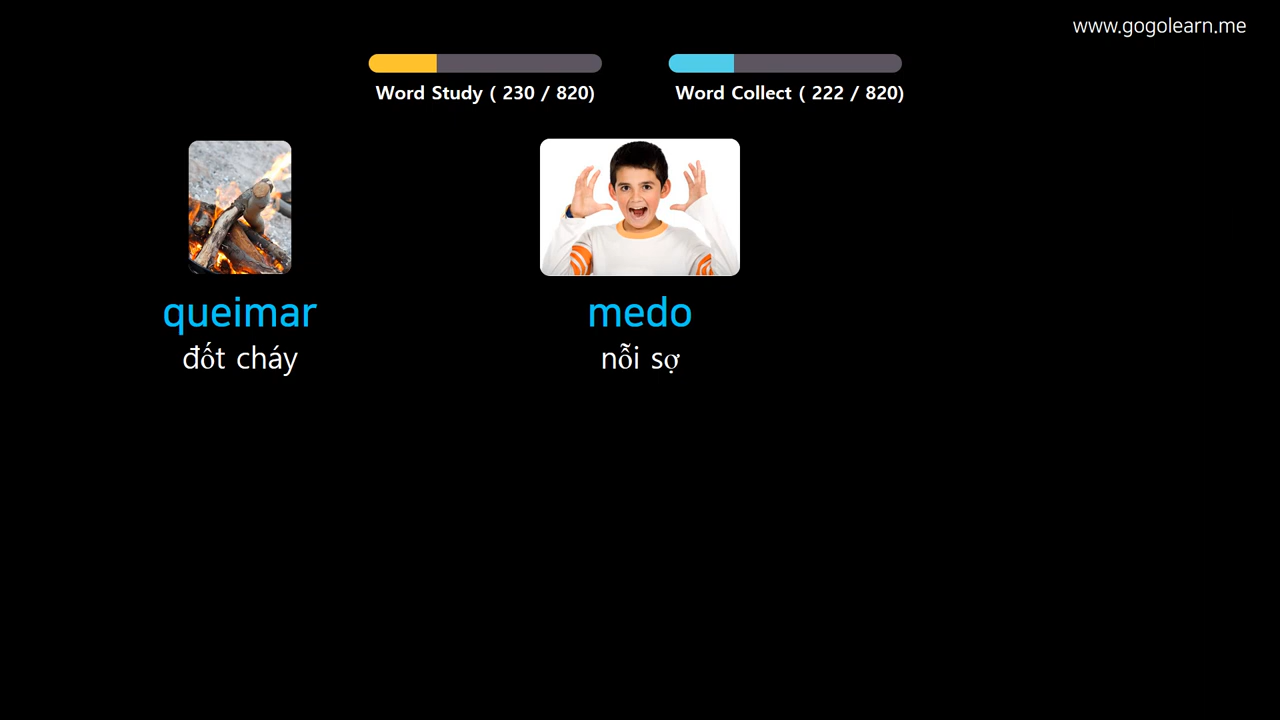 www.gogolearn.me
Word Study ( 230 / 820)
Word Collect ( 222 / 820)
queimar
đốt cháy
medo
nỗi sợ